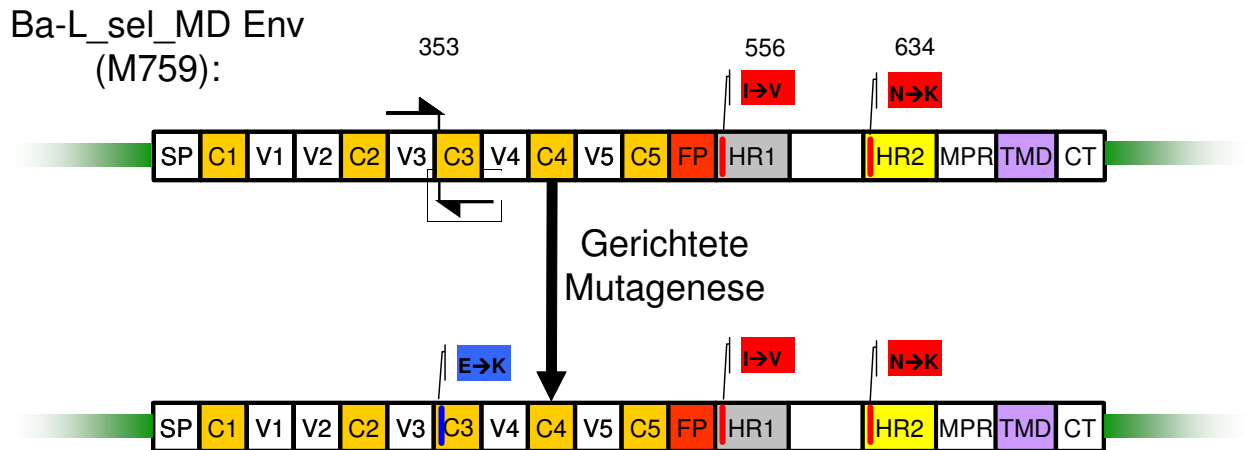 Ba-L_sel_MD Env
(M759):
353 556 634
I→V N→K
SP C1 V1 V2 C2 V3 C3 V4 C4 V5 C5 FP HR1 HR2 MPR TMD CT
Gerichtete
Mutagenese
E→K I→V N→K
SP C1 V1 V2 C2 V3 C3 V4 C4 V5 C5 FP HR1 HR2 MPR TMD CT